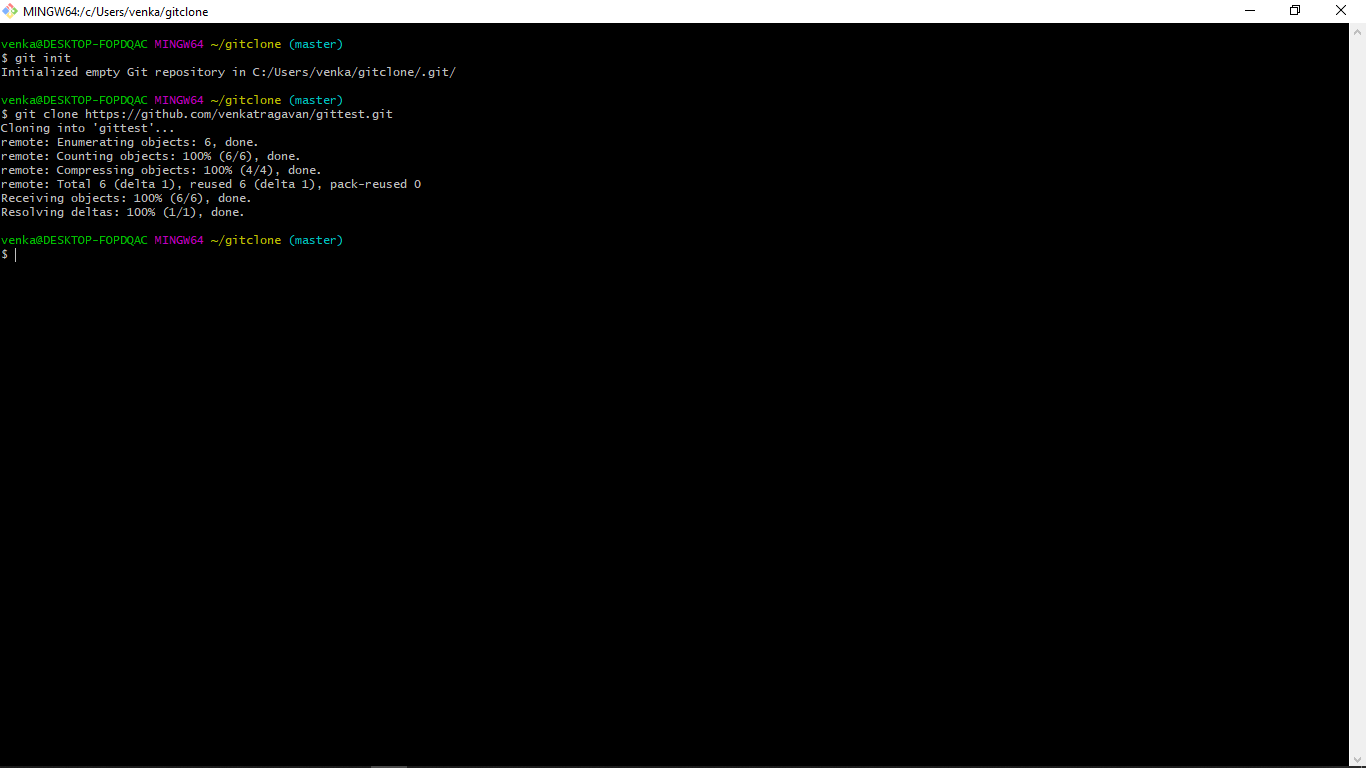 MINGW64:/c/Users/venka/gitclone
venka@DESKTOP-FOPDQAC MINGW64 ~/gitclone (master)
$ git init
Initialized empty Git repository in C:/Users/venka/gitclone/.git/
venka@DESKTOP-FOPDQAC MINGW64 ~/gitclone (master)
$ git clone https://github.com/venkatragavan/gittest.git
Cloning into 'gittest'...
remote: Enumerating objects: 6, done.
remote: Counting objects: 100% (6/6), done.
remote: Compressing objects: 100% (4/4), done.
remote: Total 6 (delta 1), reused 6 (delta 1), pack-reused 0
Receiving objects: 100% (6/6), done.
Resolving deltas: 100% (1/1), done.
venka@DESKTOP-FOPDQAC MINGW64 ~/gitclone (master)
$